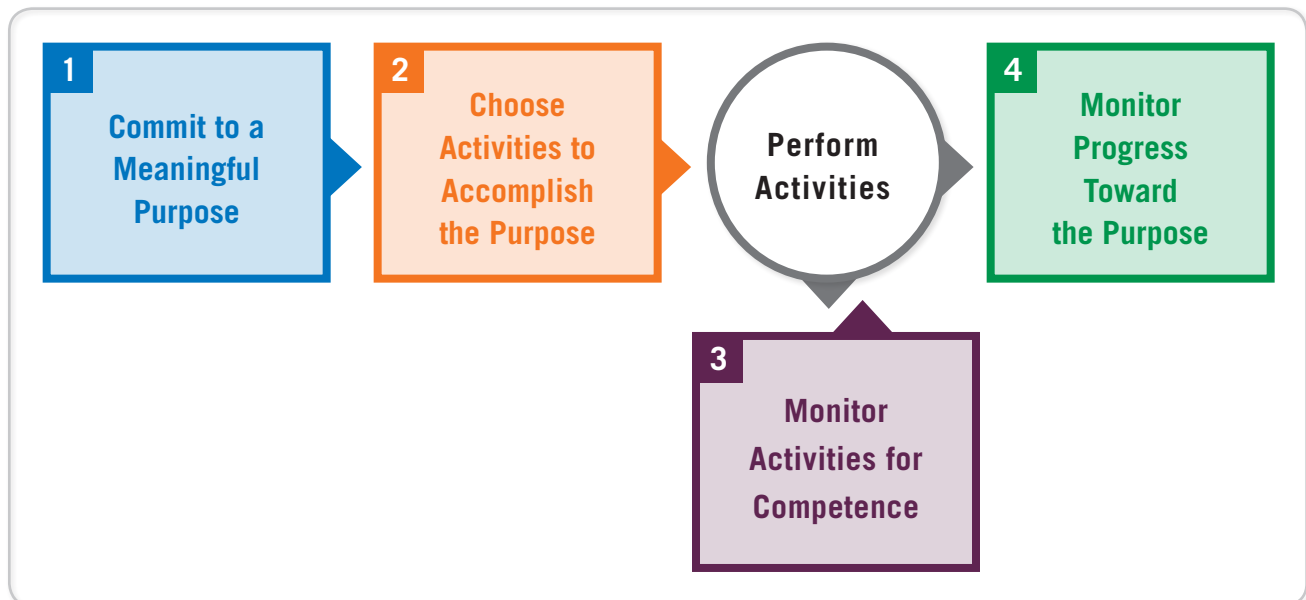 1
Commit to a
Meaningful
Purpose
2
Choose
Activities to
Accomplish
the Purpose
Perform
Activities
4
Monitor
Progress
Toward
the Purpose
3
Monitor
Activities for
Competence